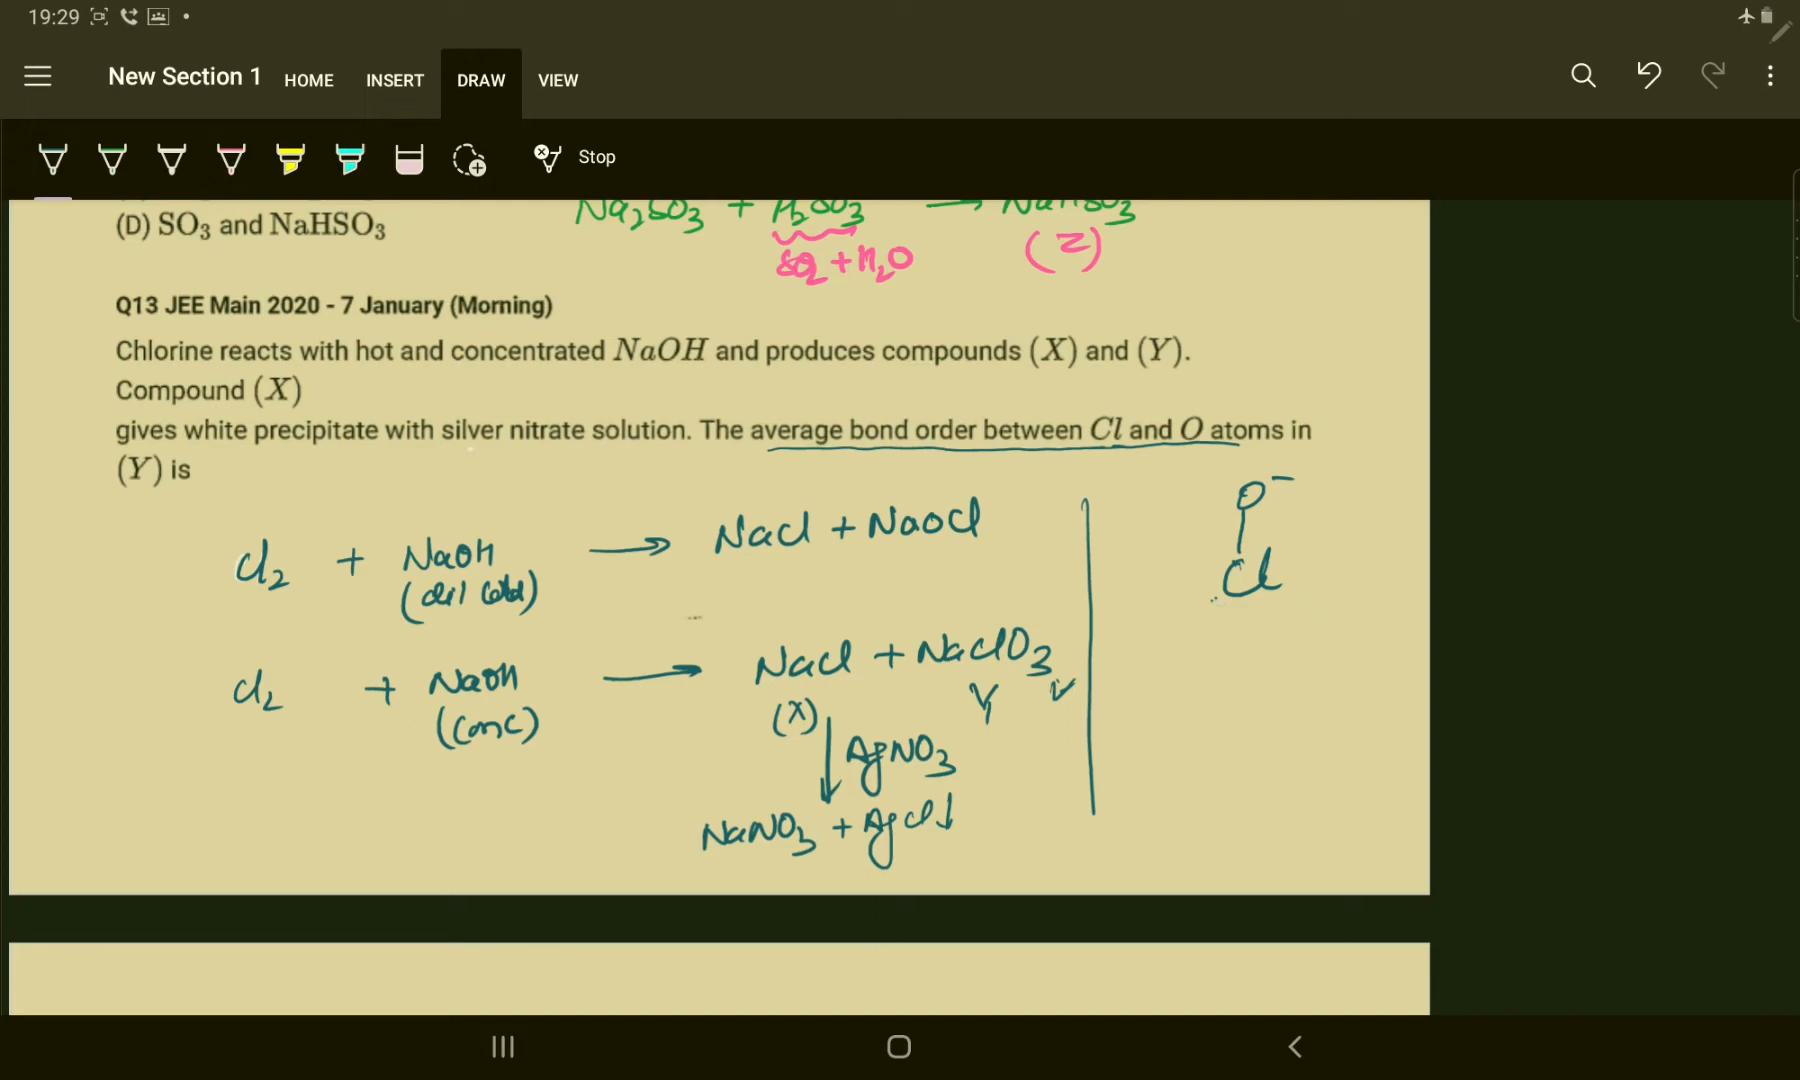 19:29
New Section 1 HOME INSERT DRAW VIEW
Stop
(D) SO₃ and NaHSO₃
Na₂SO₃ + H₂SO₃ → NaHSO₃
SO₂ + H₂O (Z)
Q13 JEE Main 2020 - 7 January (Morning)
Chlorine reacts with hot and concentrated NaOH and produces compounds (X) and (Y).
Compound (X)
gives white precipitate with silver nitrate solution. The average bond order between Cl and O atoms in
(Y) is
Cl₂ + NaOH → NaCl + NaOCl
(dil cold)
O⁻
Cl
Cl₂ + NaOH → NaCl + NaClO₃
(conc) (X) Y
AgNO₃
NaNO₃ + AgCl↓